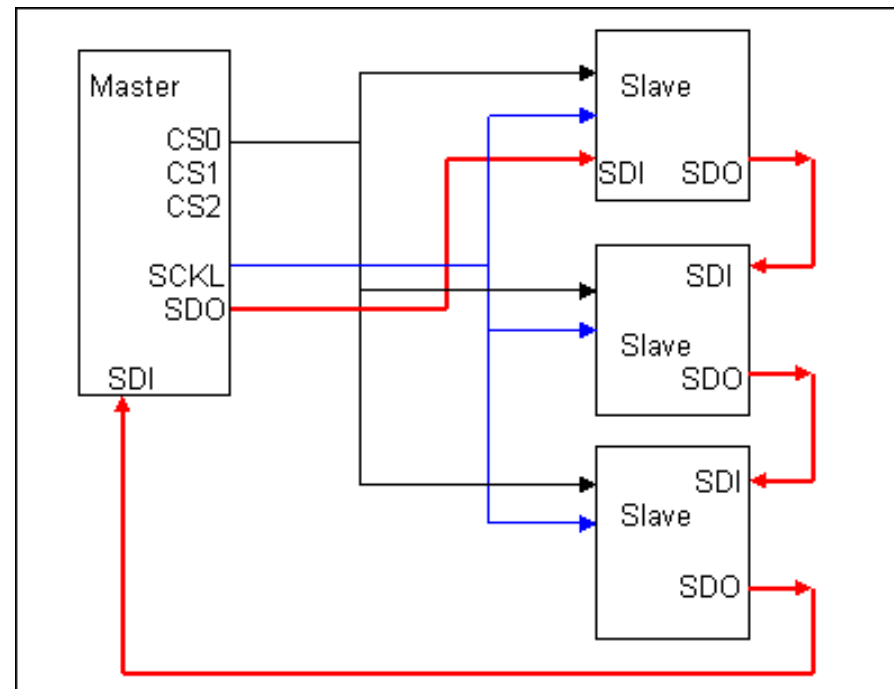 Master
CS0
CS1
CS2
SCKL
SDO
SDI
Slave
SDI SDO
SDI
Slave
SDO
SDI
Slave
SDO